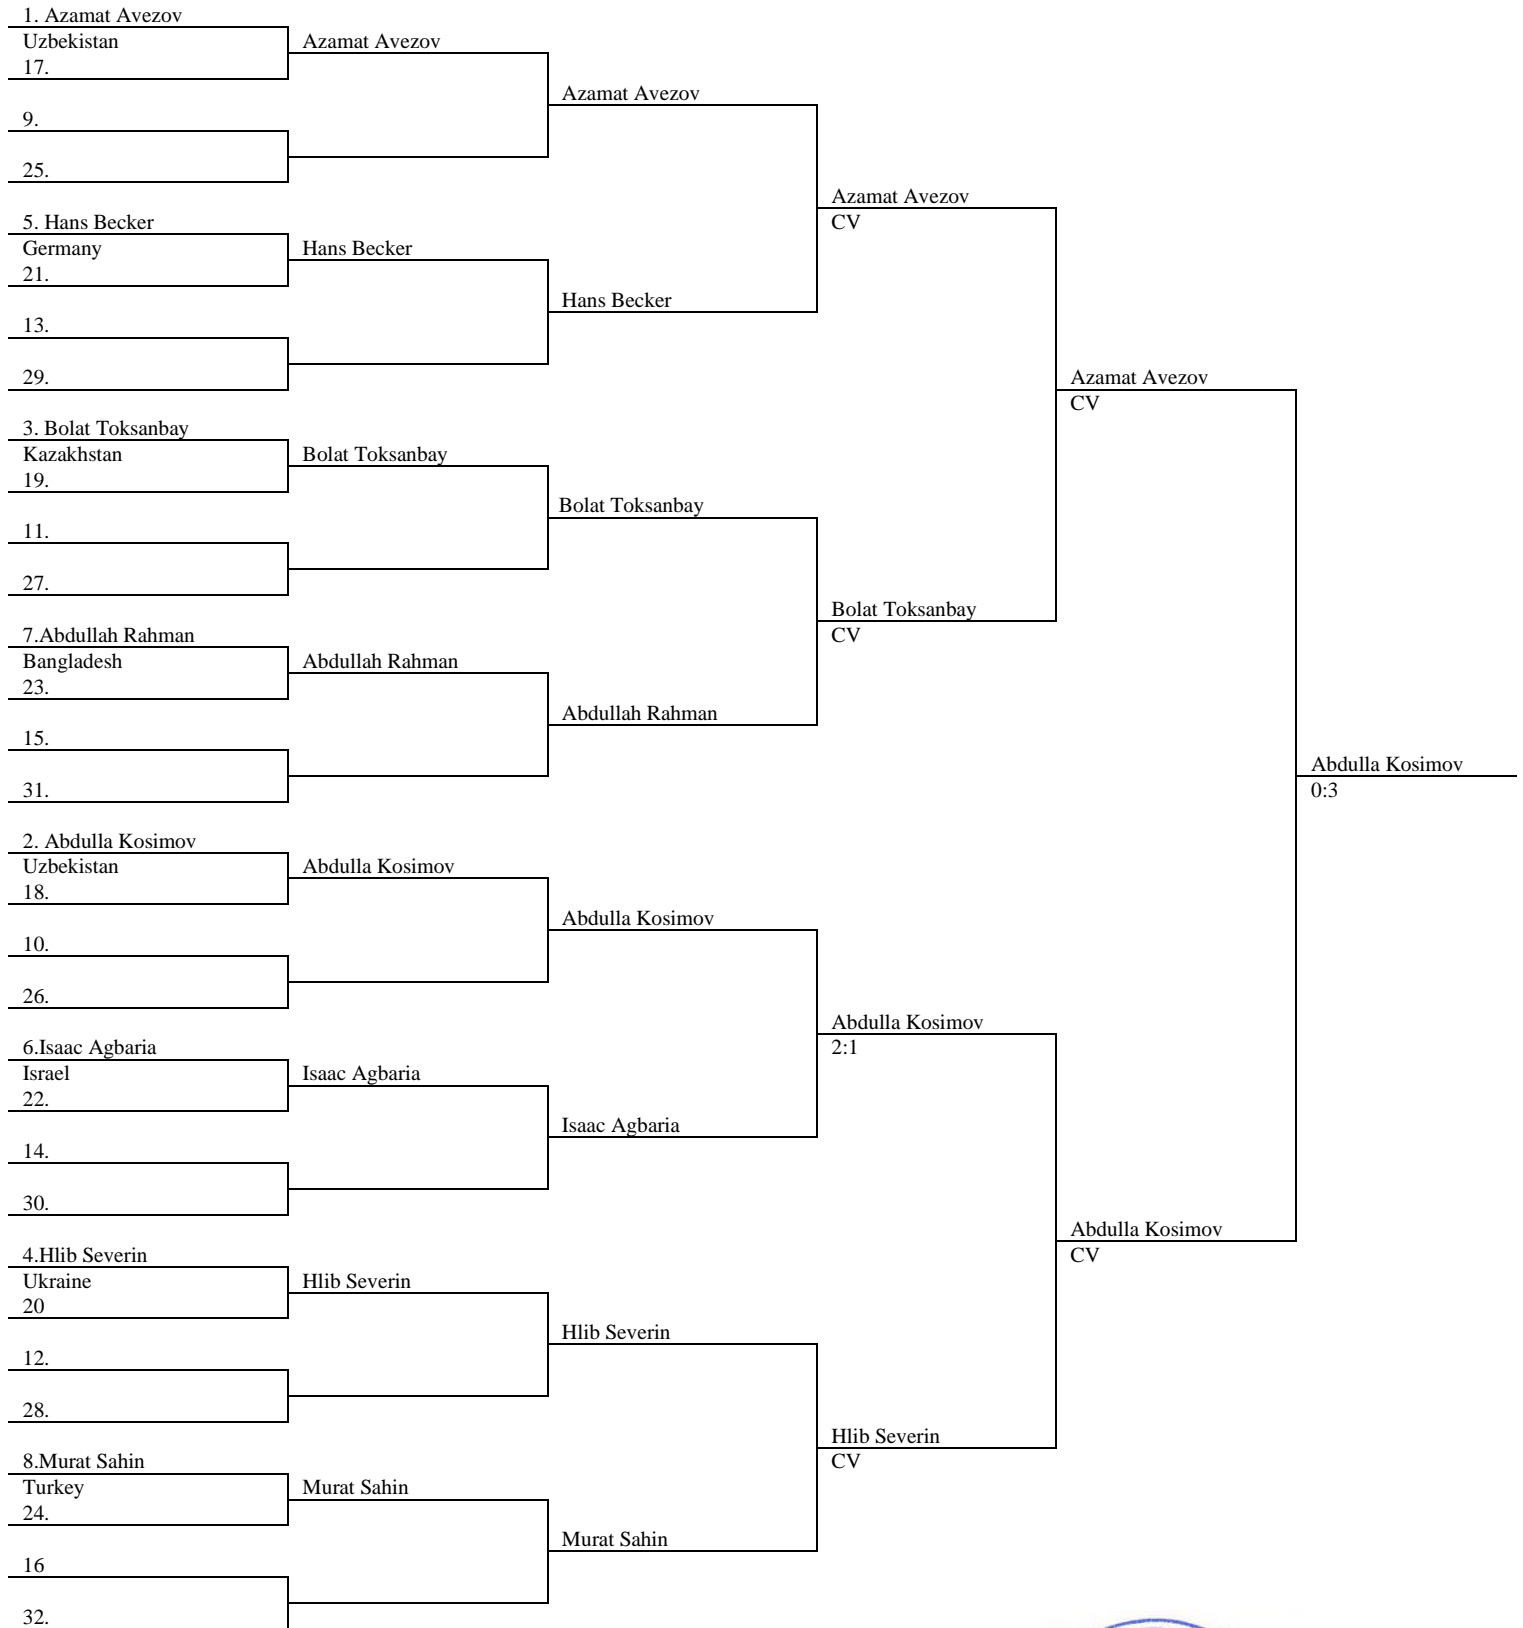 1. Azamat Avezov
Uzbekistan
17.
9.
25.
5. Hans Becker
Germany
21.
13.
29.
3. Bolat Toksanbay
Kazakhstan
19.
11.
27.
7.Abdullah Rahman
Bangladesh
23.
15.
31.
2. Abdulla Kosimov
Uzbekistan
18.
10.
26.
6.Isaac Agbaria
Israel
22.
14.
30.
4.Hlib Severin
Ukraine
20
12.
28.
8.Murat Sahin
Turkey
24.
16
32.
Azamat Avezov
Hans Becker
Bolat Toksanbay
Abdullah Rahman
Abdulla Kosimov
Isaac Agbaria
Hlib Severin
Murat Sahin
Azamat Avezov
Hans Becker
Bolat Toksanbay
Abdullah Rahman
Abdulla Kosimov
Isaac Agbaria
Hlib Severin
Murat Sahin
Azamat Avezov
CV
Bolat Toksanbay
CV
Abdulla Kosimov
2:1
Hlib Severin
CV
Azamat Avezov
CV
Abdulla Kosimov
CV
Abdulla Kosimov
0:3